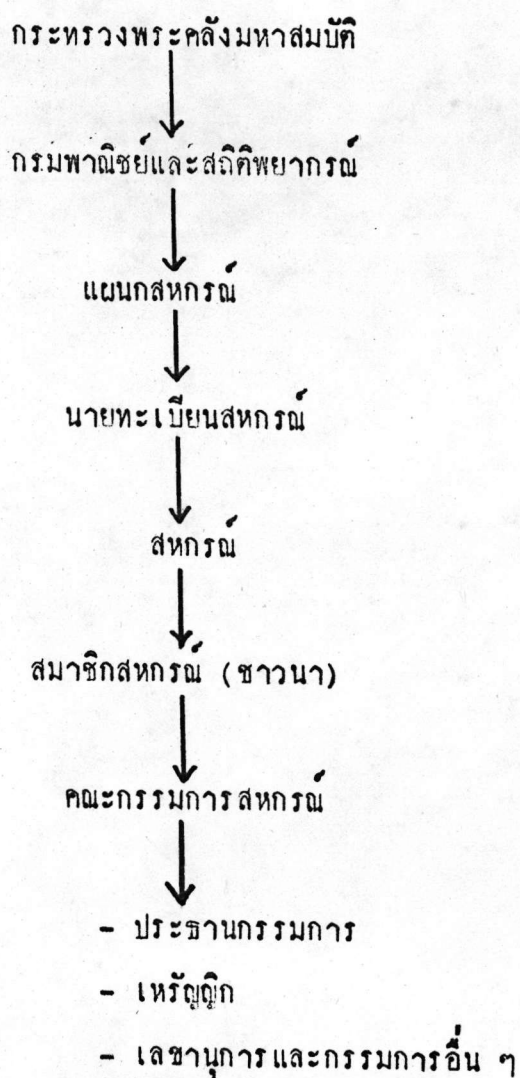 กระทรวงพระคลังมหาสมบัติ
กรมพาณิชย์และสถิติพยากรณ์
แผนกสหกรณ์
นายทะเบียนสหกรณ์
สหกรณ์
สมาชิกสหกรณ์ (ชาวนา)
คณะกรรมการสหกรณ์
- ประธานกรรมการ
- เหรัญญิก
- เลขานุการและกรรมการอื่น ๆ